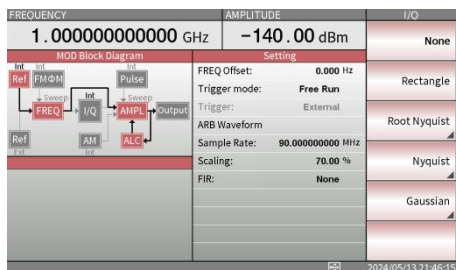 FREQUENCY
AMPLITUDE
I/Q
1.000000000000 GHz
-140.00 dBm
None
MOD Block Diagram
Setting
Int
Int
Int
Ref
FMΦM
Pulse
FREQ Offset: 0.000 Hz
Rectangle
Trigger mode: Free Run
Sweep
Int
Sweep
FREQ
I/Q
AMPL
Output
Trigger: External
Root Nyquist
ARB Waveform
Ref
AM
ALC
Sample Rate: 90.000000000 MHz
Ext
Int
Scaling: 70.00 %
Nyquist
FIR: None
Gaussian
2024/05/13 21:46:15